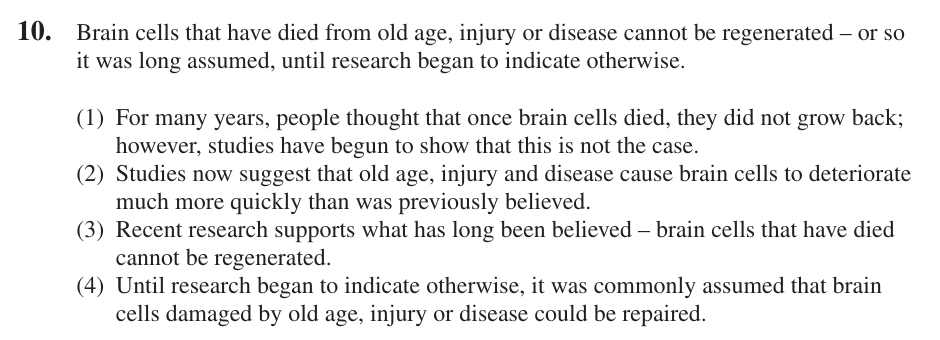 10. Brain cells that have died from old age, injury or disease cannot be regenerated – or so
it was long assumed, until research began to indicate otherwise.
(1) For many years, people thought that once brain cells died, they did not grow back;
however, studies have begun to show that this is not the case.
(2) Studies now suggest that old age, injury and disease cause brain cells to deteriorate
much more quickly than was previously believed.
(3) Recent research supports what has long been believed – brain cells that have died
cannot be regenerated.
(4) Until research began to indicate otherwise, it was commonly assumed that brain
cells damaged by old age, injury or disease could be repaired.